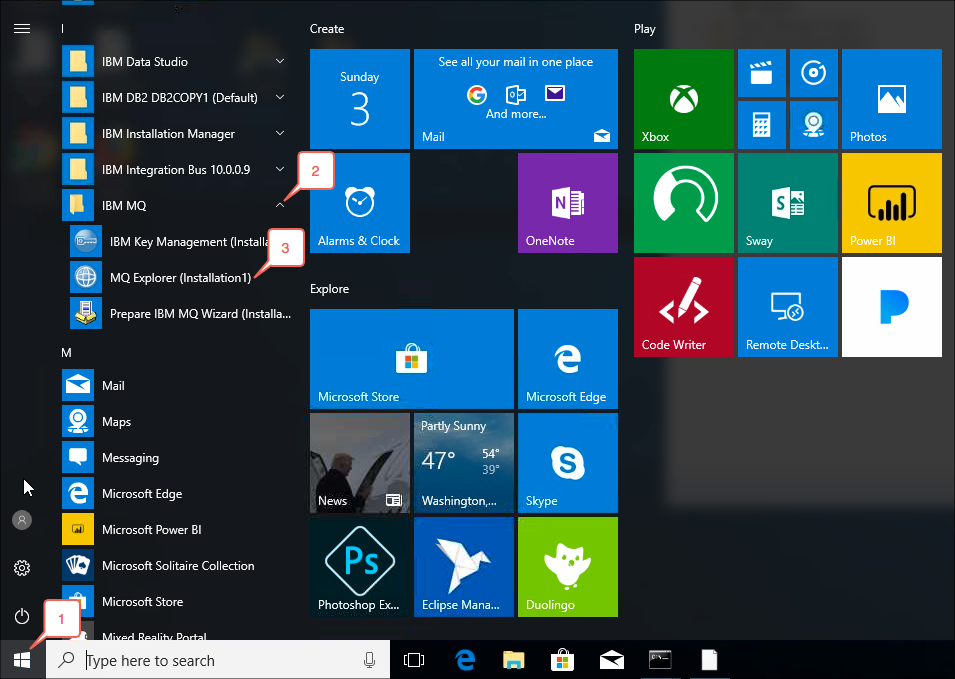 I
IBM Data Studio
IBM DB2 DB2COPY1 (Default)
IBM Installation Manager
IBM Integration Bus 10.0.0.9
2
IBM MQ
IBM Key Management (Installa
3
MQ Explorer (Installation1)
Prepare IBM MQ Wizard (Installa...
M
Mail
Maps
Messaging
Microsoft Edge
Microsoft Power BI
Microsoft Solitaire Collection
Microsoft Store
1
Mixed Reality Portal
Type here to search
Create
Sunday
3
See all your mail in one place
And more...
Mail
Alarms & Clock
N
OneNote
Explore
Microsoft Store
Microsoft Edge
News
Partly Sunny
47°
54°
39°
Washington,...
Skype
Ps
Photoshop Ex...
Eclipse Mana...
Duolingo
Play
Xbox
Photos
S
Sway
Power BI
Code Writer
Remote Deskt...